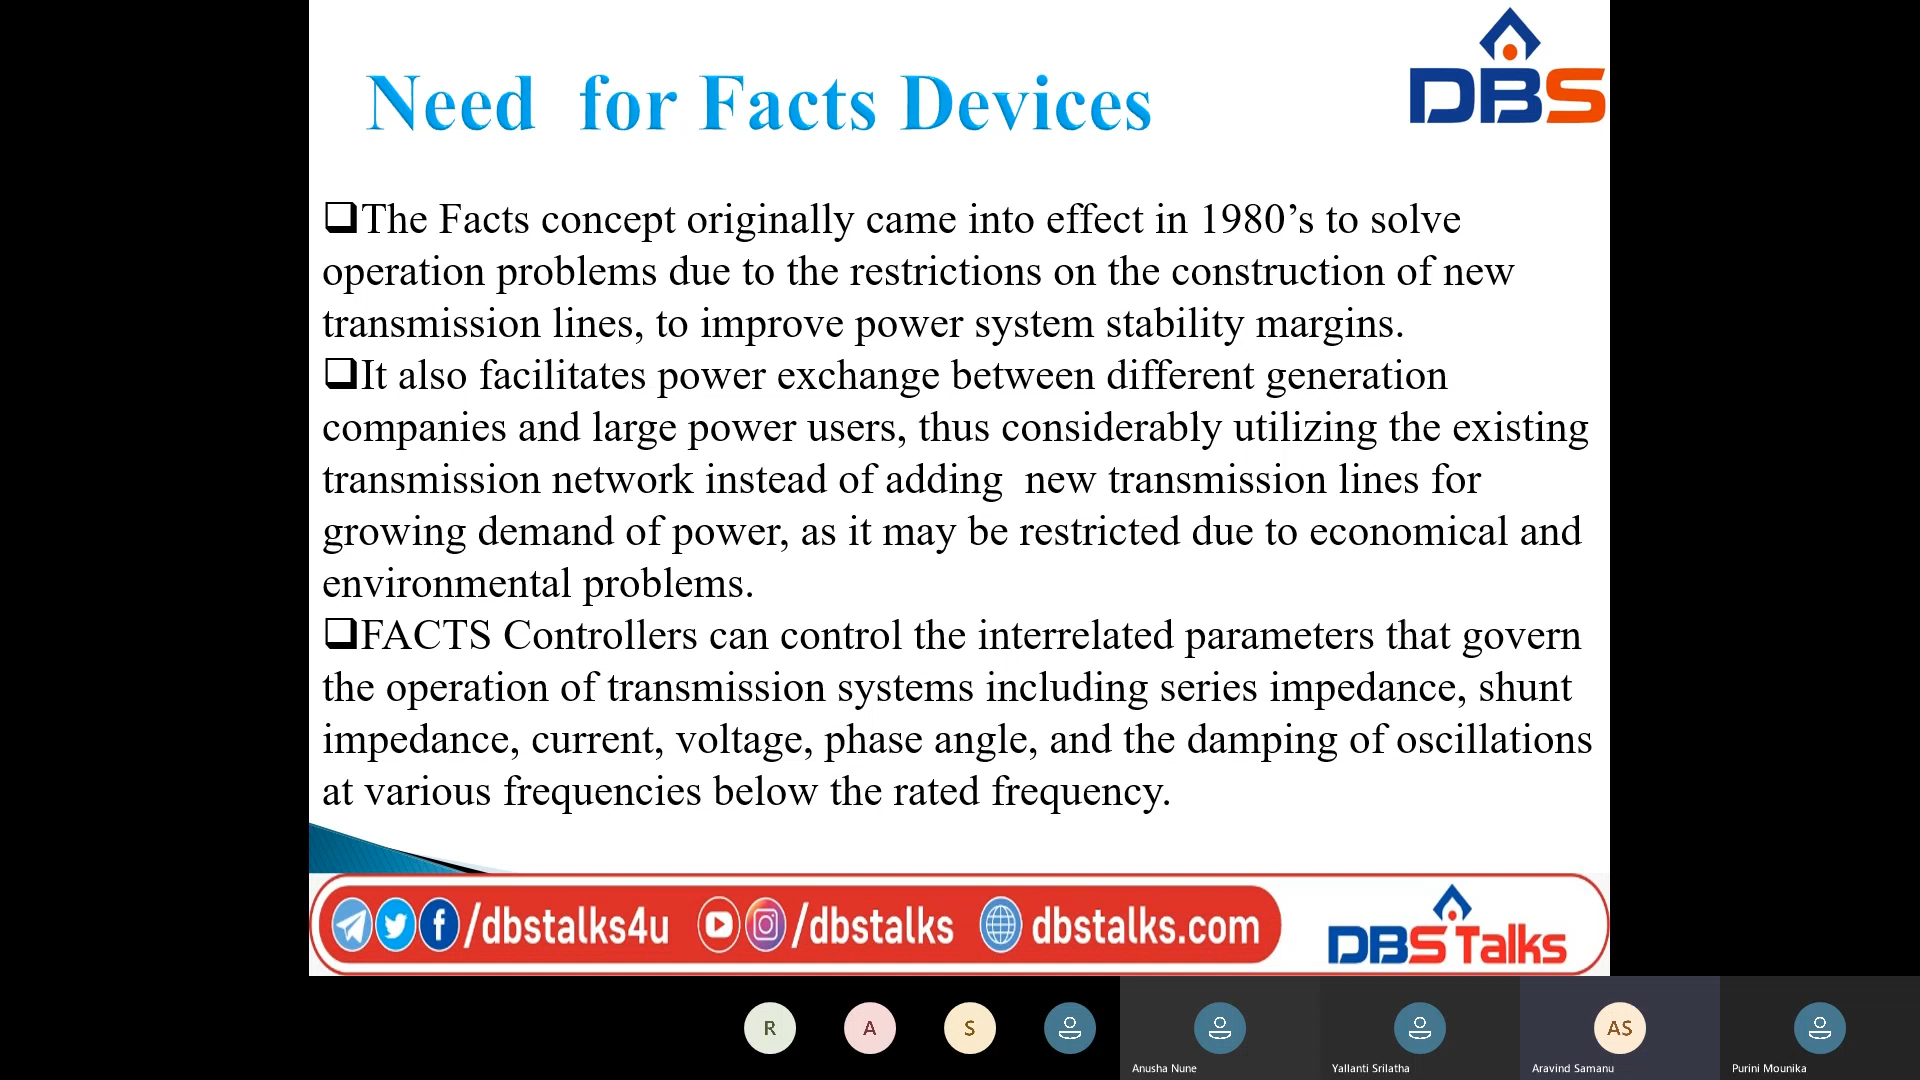 DBS
Need for Facts Devices
❑The Facts concept originally came into effect in 1980’s to solve
operation problems due to the restrictions on the construction of new
transmission lines, to improve power system stability margins.
❑It also facilitates power exchange between different generation
companies and large power users, thus considerably utilizing the existing
transmission network instead of adding  new transmission lines for
growing demand of power, as it may be restricted due to economical and
environmental problems.
❑FACTS Controllers can control the interrelated parameters that govern
the operation of transmission systems including series impedance, shunt
impedance, current, voltage, phase angle, and the damping of oscillations
at various frequencies below the rated frequency.
/dbstalks4u /dbstalks dbstalks.com
DBS Talks
R A S AS
Anusha Nune Yallanti Srilatha Aravind Samanu Purini Mounika